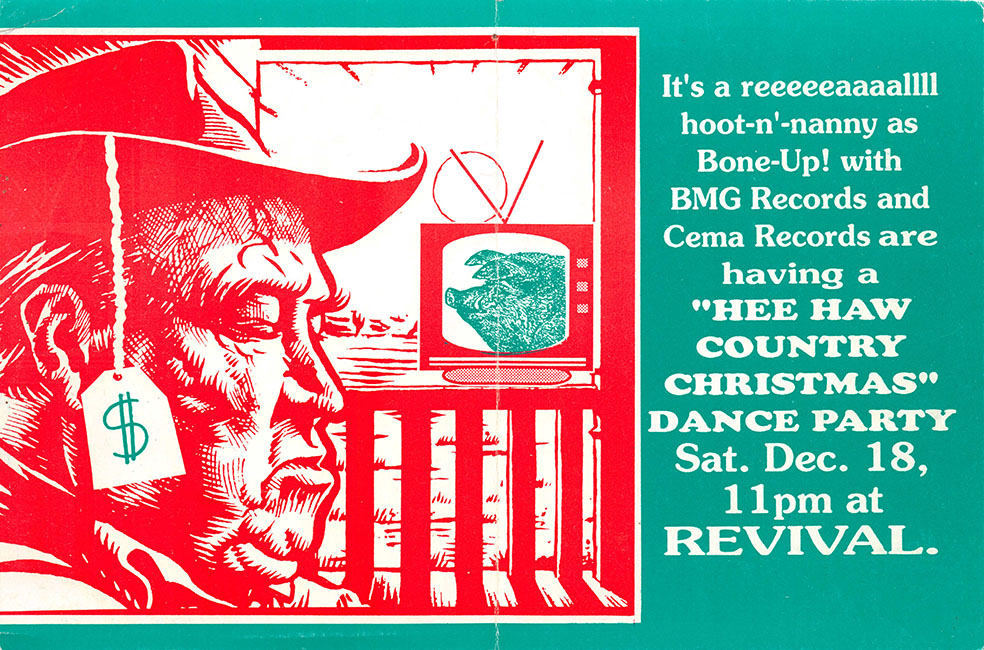 It's a reeeeeaaaallll
hoot-n'-nanny as
Bone-Up! with
BMG Records and
Cema Records are
having a
"HEE HAW
COUNTRY
CHRISTMAS"
DANCE PARTY
Sat. Dec. 18,
11pm at
REVIVAL.
$